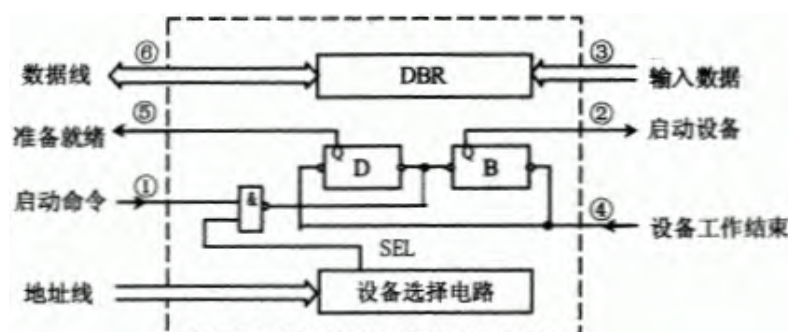 数据线 ⑥ DBR ③ 输入数据
准备就绪 ⑤ Q D Q B ② 启动设备
启动命令 ① & ④ 设备工作结束
SEL
地址线 设备选择电路